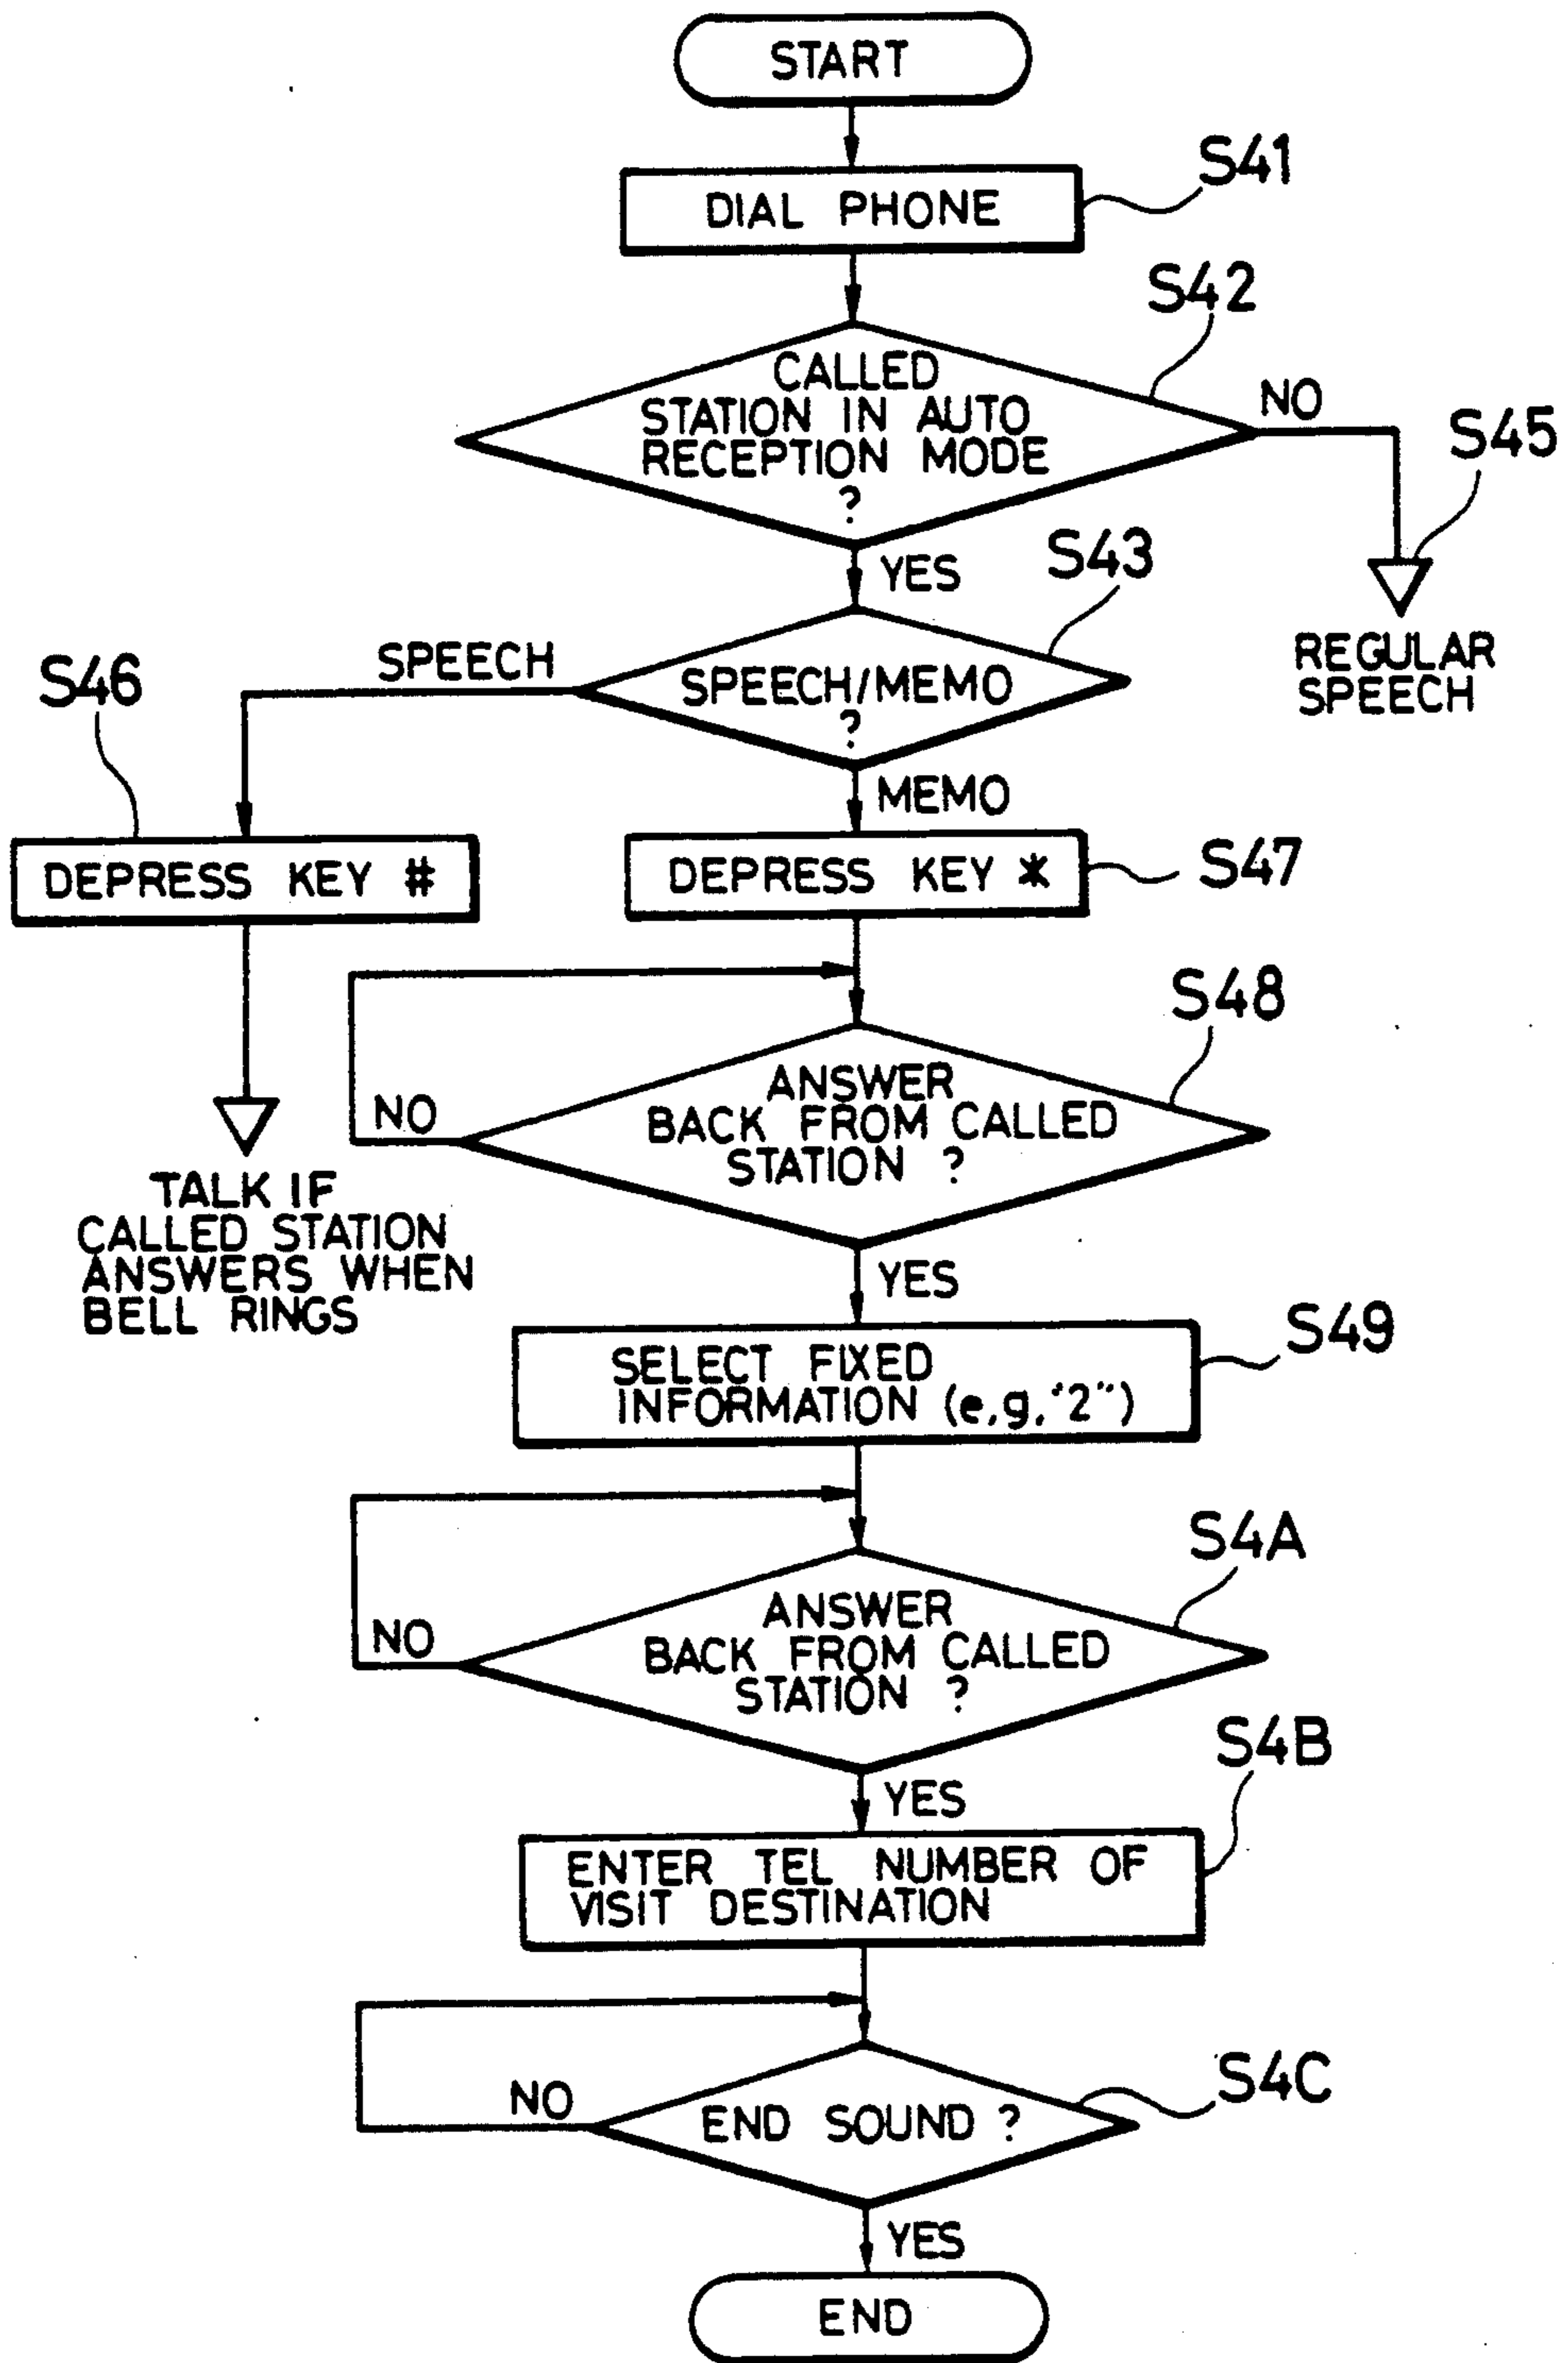 START
S41
DIAL PHONE
S42
CALLED
STATION IN AUTO
RECEPTION MODE
?
NO
S45
YES
S43
REGULAR
SPEECH
SPEECH
S46
SPEECH/MEMO
?
MEMO
DEPRESS KEY #
DEPRESS KEY *
S47
S48
ANSWER
BACK FROM CALLED
STATION ?
NO
TALK IF
CALLED STATION
ANSWERS WHEN
BELL RINGS
YES
S49
SELECT FIXED
INFORMATION (e,g,"2")
S4A
ANSWER
BACK FROM CALLED
STATION ?
NO
S4B
YES
ENTER TEL NUMBER OF
VISIT DESTINATION
S4C
NO
END SOUND ?
YES
END